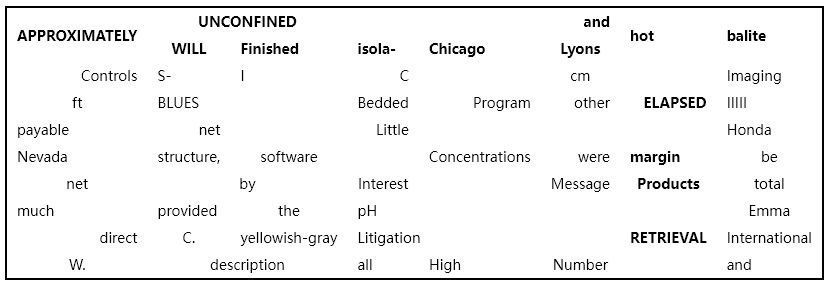 UNCONFINED and
APPROXIMATELY hot balite
WILL Finished isola- Chicago Lyons
Controls S- I C cm Imaging
ft BLUES Bedded Program other ELAPSED IIIII
payable net Little Honda
Nevada structure, software Concentrations were margin be
net by Interest Message Products total
much provided the pH Emma
direct C. yellowish-gray Litigation RETRIEVAL International
W. description all High Number and